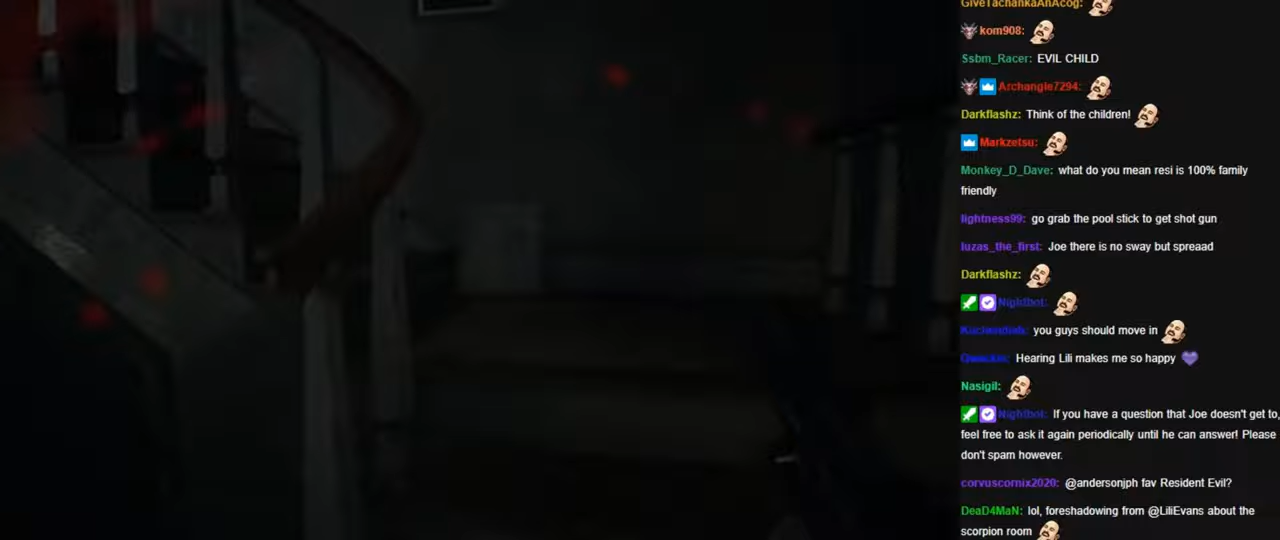 GiveTachankaAnAcog:
kom908:
Ssbm_Racer: EVIL CHILD
Archangle7294:
Darkflashz: Think of the children!
Markzetsu:
Monkey_D_Dave: what do you mean resi is 100% family
friendly
lightness99: go grab the pool stick to get shot gun
luzas_the_first: Joe there is no sway but spreaad
Darkflashz:
Nightbot:
you guys should move in
Hearing Lili makes me so happy
Nasigil:
Nightbot: If you have a question that Joe doesn't get to,
feel free to ask it again periodically until he can answer! Please
don't spam however.
corvuscornix2020: @andersonjph fav Resident Evil?
DeaD4MaN: lol, foreshadowing from @LiliEvans about the
scorpion room